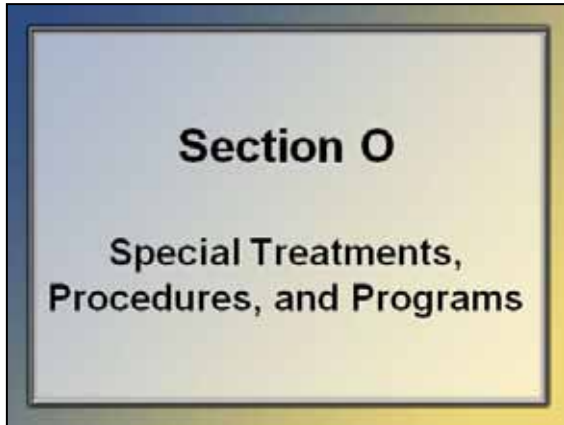 Section O
Special Treatments,
Procedures, and Programs